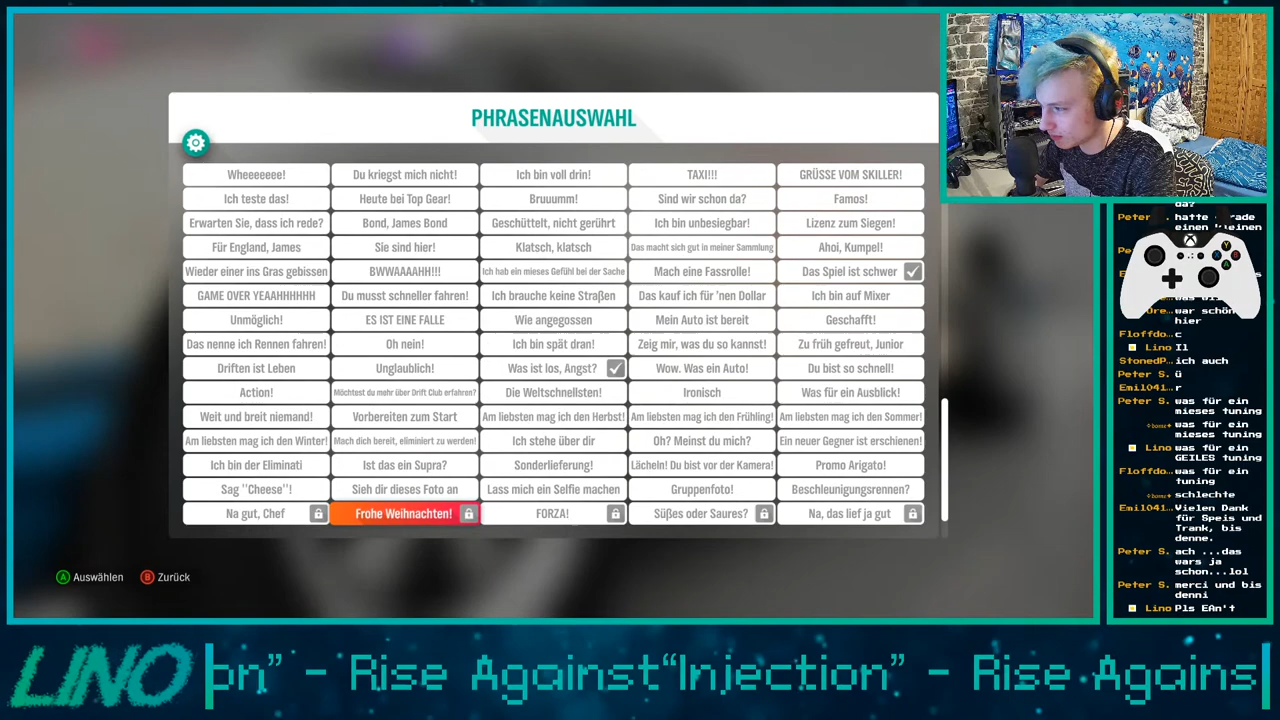 PHRASENAUSWAHL
Wheeeeeee! Du kriegst mich nicht! Ich bin voll drin! TAXI!!! GRÜSSE VOM SKILLER!
Ich teste das! Heute bei Top Gear! Bruuumm! Sind wir schon da? Famos!
Erwarten Sie, dass ich rede? Bond, James Bond Geschüttelt, nicht gerührt Ich bin unbesiegbar! Lizenz zum Siegen!
Für England, James Sie sind hier! Klatsch, klatsch Das macht sich gut in meiner Sammlung Ahoi, Kumpel!
Wieder einer ins Gras gebissen BWWAAAAHH!!! Ich hab ein mieses Gefühl bei der Sache Mach eine Fassrolle! Das Spiel ist schwer
GAME OVER YEAAHHHHHH Du musst schneller fahren! Ich brauche keine Straßen Das kauf ich für 'nen Dollar Ich bin auf Mixer
Unmöglich! ES IST EINE FALLE Wie angegossen Mein Auto ist bereit Geschafft!
Das nenne ich Rennen fahren! Oh nein! Ich bin spät dran! Zeig mir, was du so kannst! Zu früh gefreut, Junior
Driften ist Leben Unglaublich! Was ist los, Angst? Wow. Was ein Auto! Du bist so schnell!
Action! Möchtest du mehr über Drift Club erfahren? Die Weltschnellsten! Ironisch Was für ein Ausblick!
Weit und breit niemand! Vorbereiten zum Start Am liebsten mag ich den Herbst! Am liebsten mag ich den Frühling! Am liebsten mag ich den Sommer!
Am liebsten mag ich den Winter! Mach dich bereit, eliminiert zu werden! Ich stehe über dir Oh? Meinst du mich? Ein neuer Gegner ist erschienen!
Ich bin der Eliminati Ist das ein Supra? Sonderlieferung! Lächeln! Du bist vor der Kamera! Promo Arigato!
Sag "Cheese"! Sieh dir dieses Foto an Lass mich ein Selfie machen Gruppenfoto! Beschleunigungsrennen?
Na gut, Chef Frohe Weihnachten! FORZA! Süßes oder Saures? Na, das lief ja gut
A Auswählen B Zurück
da?
Peter hatte
einen
war
hier
Floffdo… c
Lino Il
StonedP… ich auch
Peter S. ü
Emil041… r
Peter S. was für ein
mieses tuning
was für ein
mieses tuning
Lino was für ein
GEILES tuning
Floffdo… was für ein
tuning
schlechte
Emil041… Vielen Dank
für Speis und
Trank, bis
denne.
Peter S. ach ...das
wars ja
schon...lol
Peter S. merci und bis
denni
Lino Pls EAn't
Y
X
B
A
LINO
on” - Rise Against“Injection” - Rise Agains